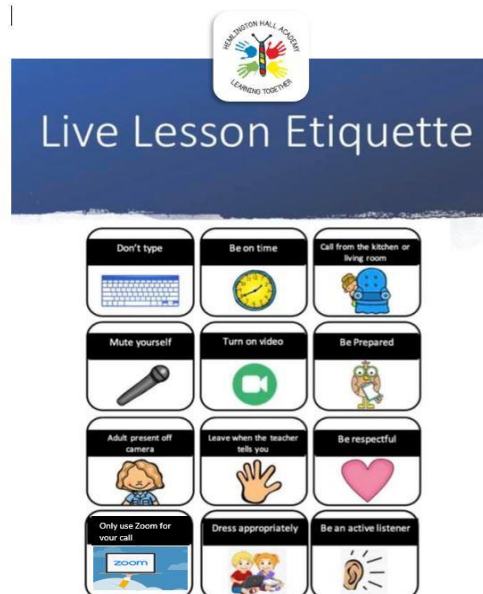 HEMLINGTON HALL ACADEMY
LEARNING TOGETHER
Live Lesson Etiquette
Don't type
Be on time
Call from the kitchen or
living room
Mute yourself
Turn on video
Be Prepared
Adult present off
camera
Leave when the teacher
tells you
Be respectful
Only use Zoom for
your call
zoom
Dress appropriately
Be an active listener